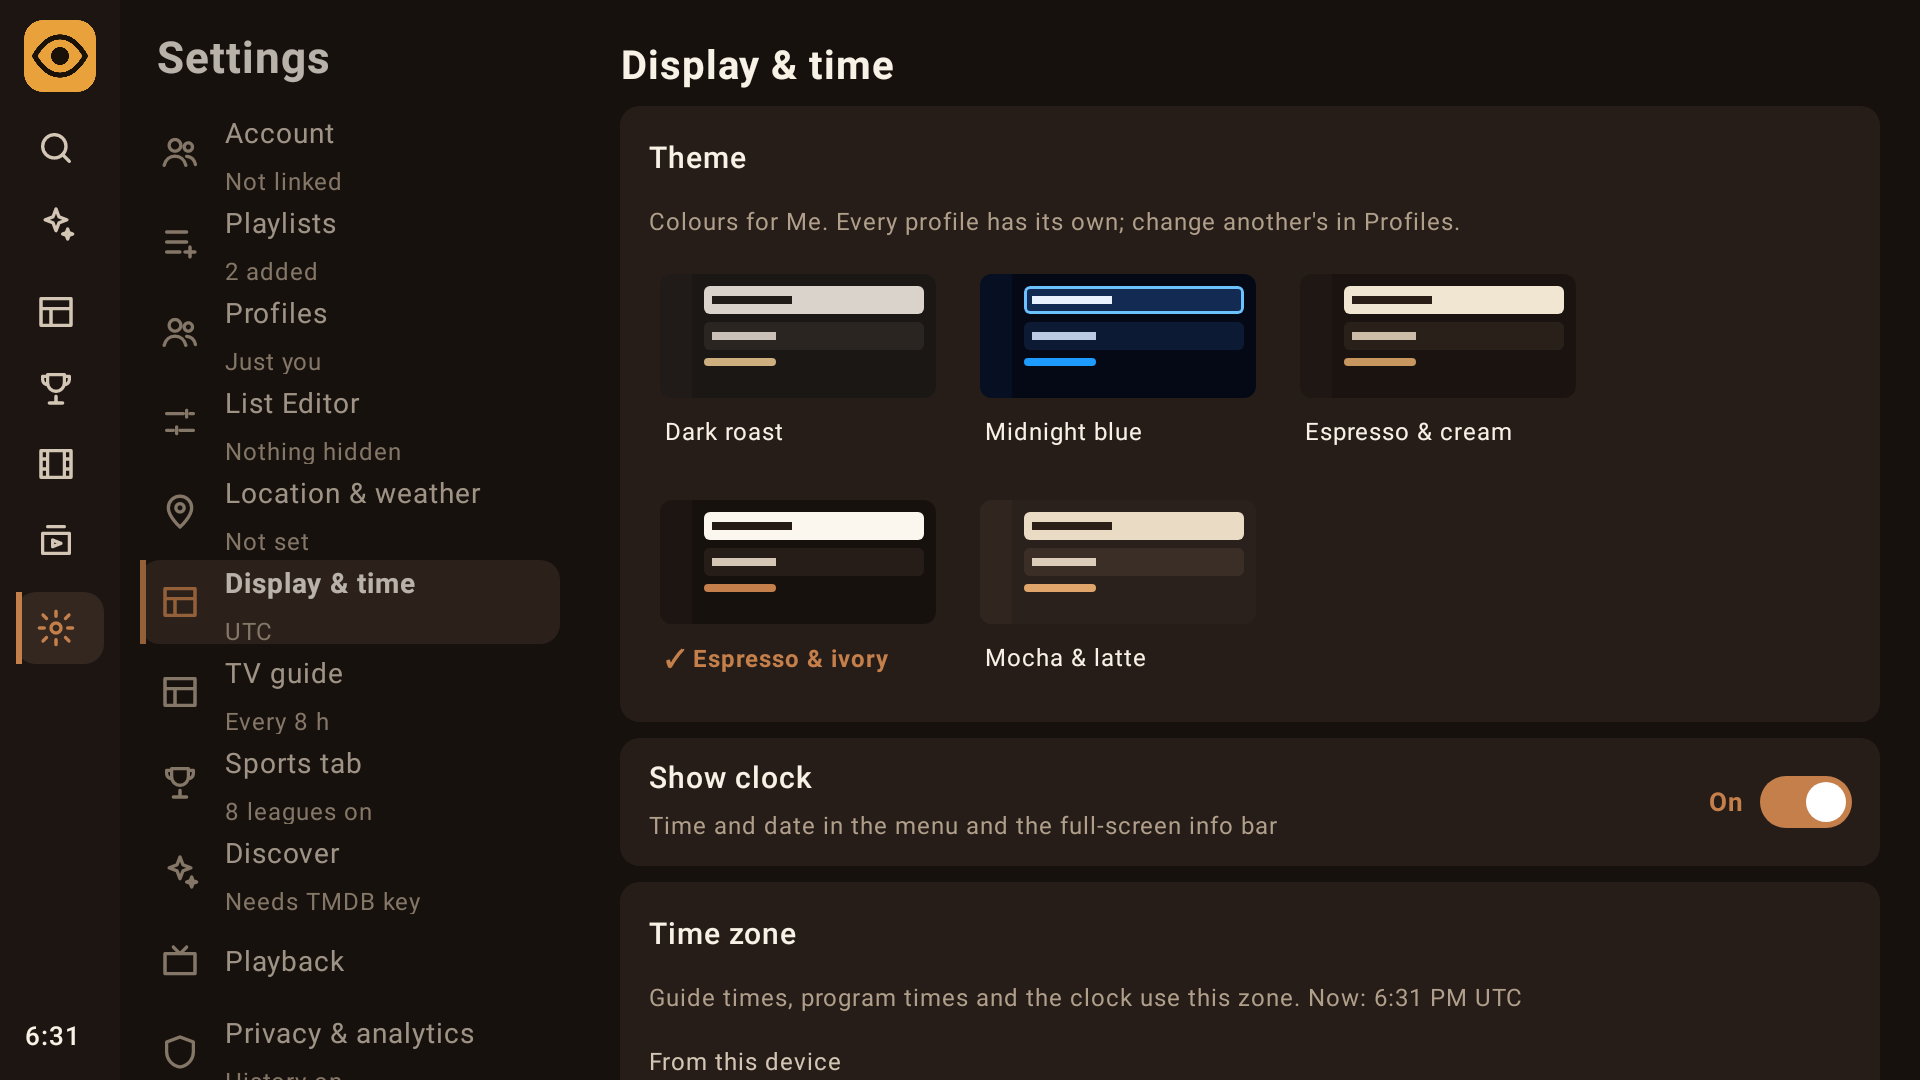 Settings
Account
Not linked
Playlists
2 added
Profiles
Just you
List Editor
Nothing hidden
Location & weather
Not set
Display & time
UTC
TV guide
Every 8 h
Sports tab
8 leagues on
Discover
Needs TMDB key
Playback
Privacy & analytics
6:31
Display & time
Theme
Colours for Me. Every profile has its own; change another's in Profiles.
Dark roast
Midnight blue
Espresso & cream
✓ Espresso & ivory
Mocha & latte
Show clock
Time and date in the menu and the full-screen info bar
On
Time zone
Guide times, program times and the clock use this zone. Now: 6:31 PM UTC
From this device